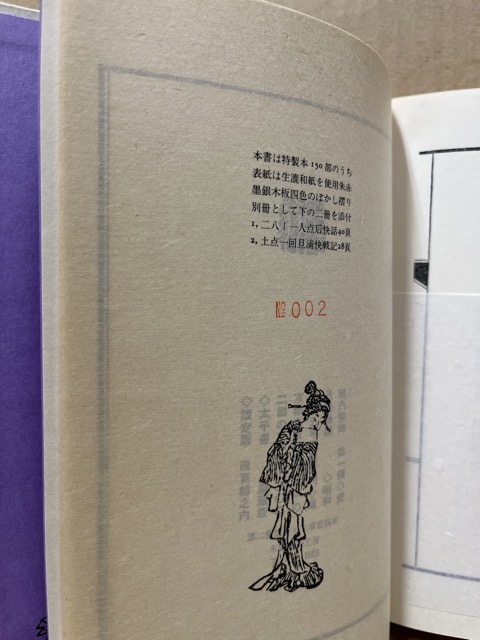 本書は特製本150部のうち
表紙は生漉和紙を使用朱赤
墨銀木板四色のぼかし摺り
別冊として下の二冊を添付
1, 二八「一人点后快話40頁
2, 土点一回旦浦快戦記28頁
№002